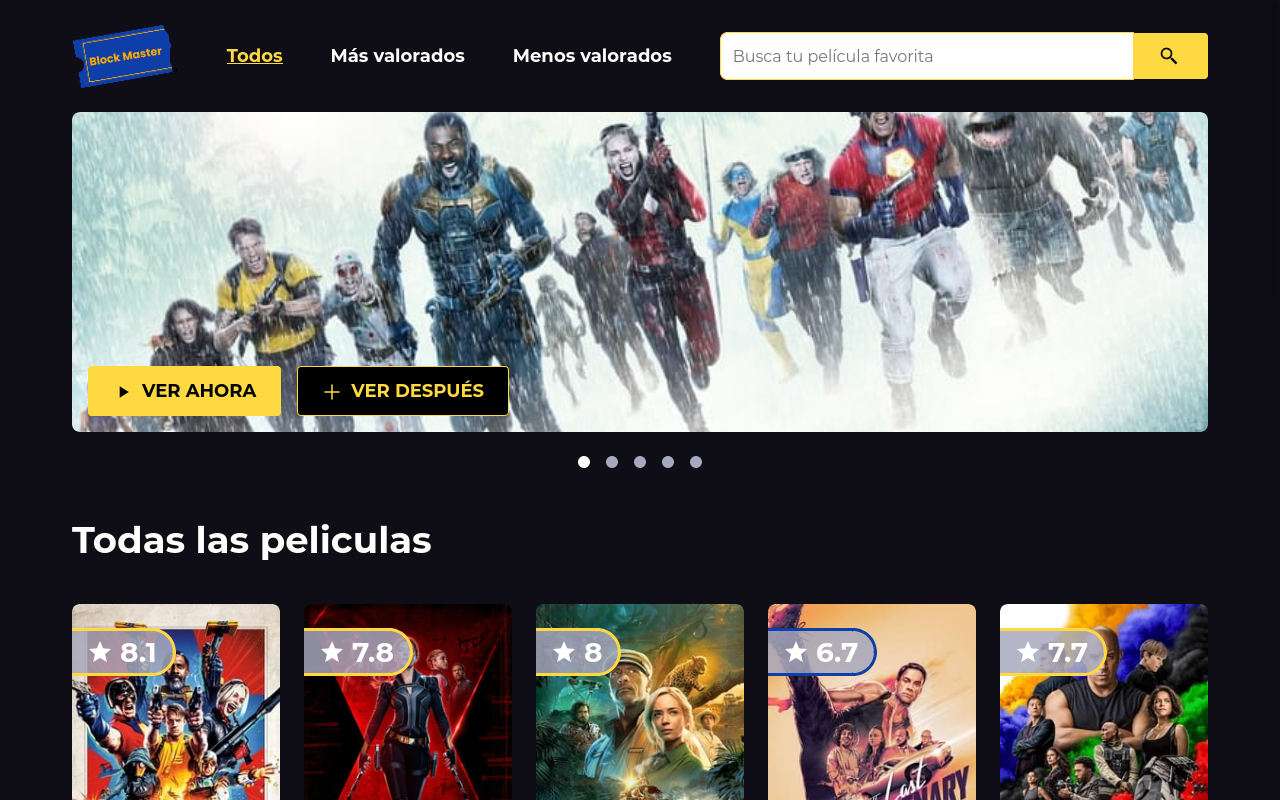 Block Master
Todos
Más valorados
Menos valorados
Busca tu película favorita
VER AHORA
VER DESPUÉS
Todas las peliculas
8.1
7.8
8
6.7
7.7
Last